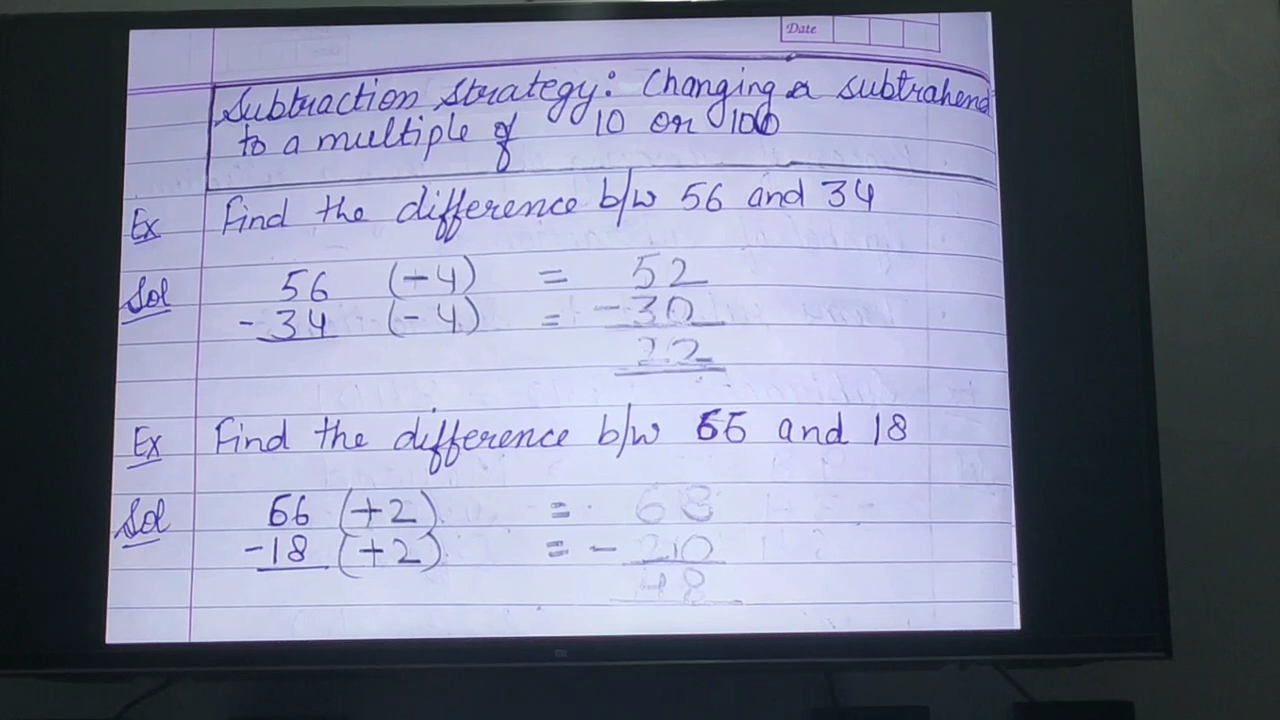 Date
Subtraction Strategy: Changing a subtrahend
to a multiple of 10 or 100
Ex Find the difference b/w 56 and 34
Sol 56 (-4) = 52
- 34 (- 4) = - 30
22
Ex Find the difference b/w 66 and 18
Sol 66 (+2) = 68
- 18 (+2) = - 20
48
mi